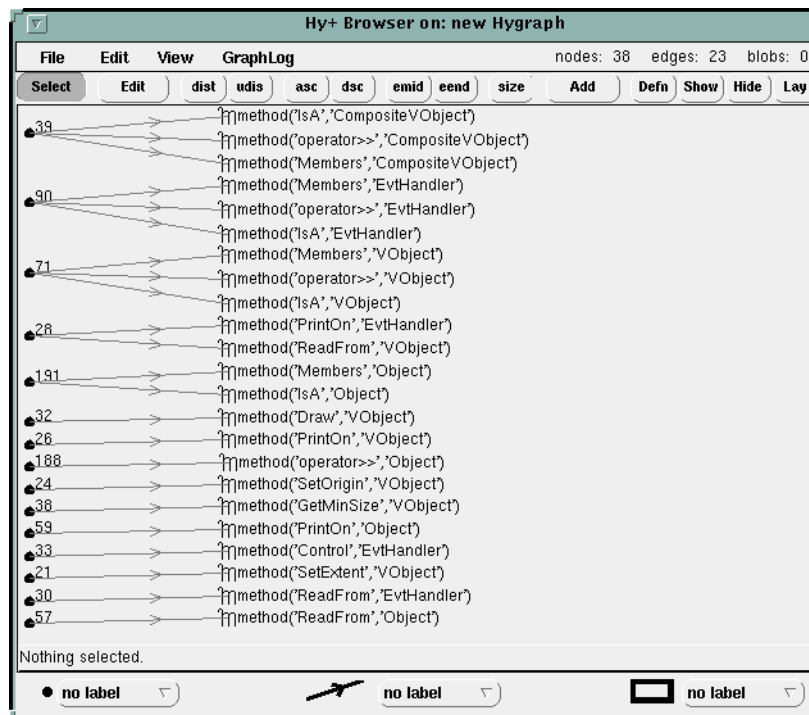 Hy+ Browser on: new Hygraph
File Edit View GraphLog nodes: 38 edges: 23 blobs: 0
Select Edit dist udis asc dsc emid eend size Add Defn Show Hide Lay
39 method('IsA','CompositeVObject')
method('operator>>','CompositeVObject')
method('Members','CompositeVObject')
90 method('Members','EvtHandler')
method('operator>>','EvtHandler')
method('IsA','EvtHandler')
71 method('Members','VObject')
method('operator>>','VObject')
method('IsA','VObject')
28 method('PrintOn','EvtHandler')
method('ReadFrom','VObject')
191 method('Members','Object')
method('IsA','Object')
32 method('Draw','VObject')
26 method('PrintOn','VObject')
188 method('operator>>','Object')
24 method('SetOrigin','VObject')
38 method('GetMinSize','VObject')
59 method('PrintOn','Object')
33 method('Control','EvtHandler')
21 method('SetExtent','VObject')
30 method('ReadFrom','EvtHandler')
57 method('ReadFrom','Object')
Nothing selected.
no label no label no label